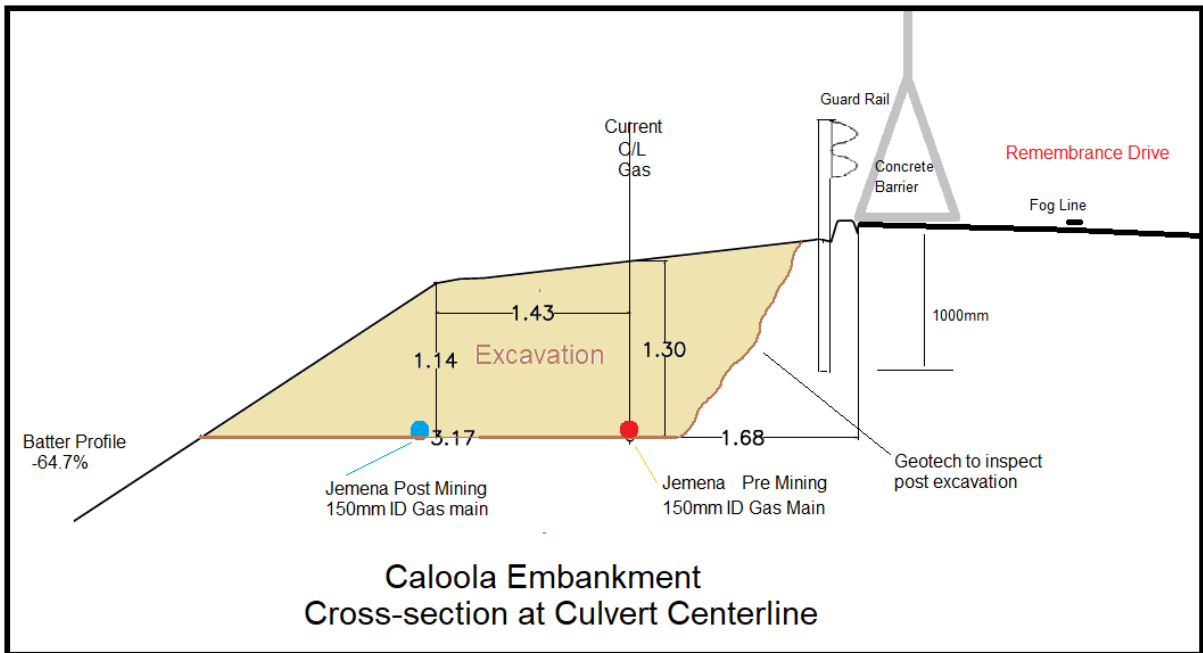 Guard Rail
Current
C/L
Gas
Concrete
Barrier
Remembrance Drive
Fog Line
1.43
1000mm
1.14
Excavation
1.30
Batter Profile
-64.7%
3.17
1.68
Geotech to inspect
post excavation
Jemena Post Mining
150mm ID Gas main
Jemena Pre Mining
150mm ID Gas Main
Caloola Embankment
Cross-section at Culvert Centerline